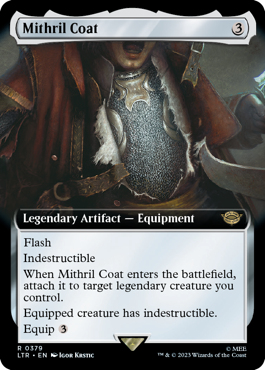 Mithril Coat 3
Legendary Artifact — Equipment
Flash
Indestructible
When Mithril Coat enters the battlefield,
attach it to target legendary creature you
control.
Equipped creature has indestructible.
Equip 3
R 0379
LTR • EN Igor Krstic
© MEE
™ & © 2023 Wizards of the Coast